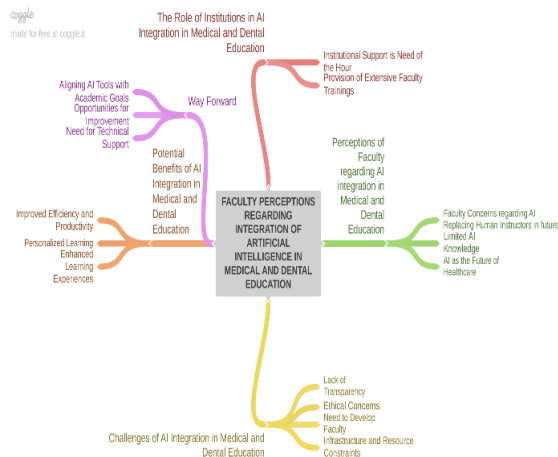 coggle
made for free at coggle.it
The Role of Institutions in AI
Integration in Medical and Dental
Education
Institutional Support is Need of
the Hour
Provision of Extensive Faculty
Trainings
Aligning AI Tools with
Academic Goals
Opportunities for
Improvement
Need for Technical
Support
Way Forward
Perceptions of
Faculty
regarding AI
integration in
Medical and
Dental
Education
Faculty Concerns regarding AI
Replacing Human Instructors in future
Limited AI
Knowledge
AI as the Future of
Healthcare
Potential
Benefits of AI
Integration in
Medical and
Dental
Education
Improved Efficiency and
Productivity
Personalized Learning
Enhanced
Learning
Experiences
FACULTY PERCEPTIONS
REGARDING
INTEGRATION OF
ARTIFICIAL
INTELLIGENCE IN
MEDICAL AND DENTAL
EDUCATION
Challenges of AI Integration in Medical and
Dental Education
Lack of
Transparency
Ethical Concerns
Need to Develop
Faculty
Infrastructure and Resource
Constraints